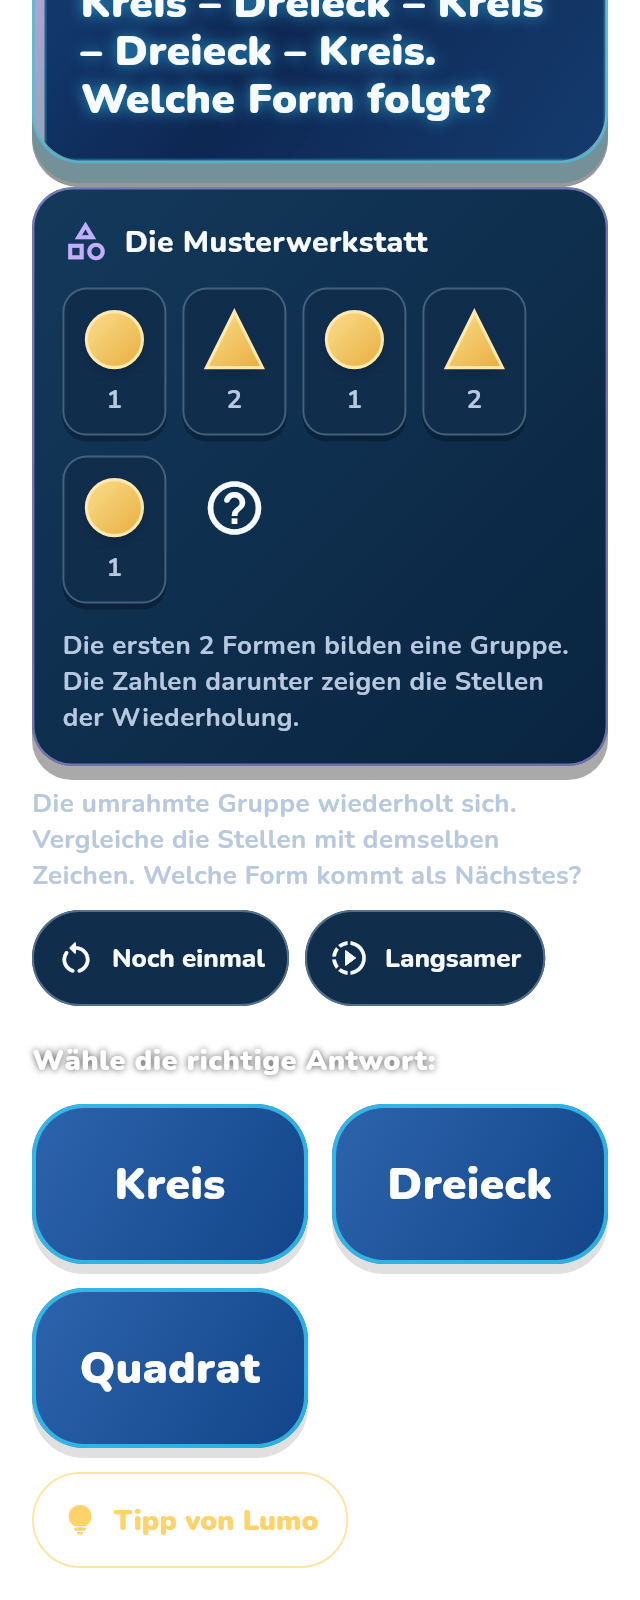 Kreis – Dreieck – Kreis
– Dreieck – Kreis.
Welche Form folgt?
Die Musterwerkstatt
1 2 1 2
1
Die ersten 2 Formen bilden eine Gruppe.
Die Zahlen darunter zeigen die Stellen
der Wiederholung.
Die umrahmte Gruppe wiederholt sich.
Vergleiche die Stellen mit demselben
Zeichen. Welche Form kommt als Nächstes?
Noch einmal Langsamer
Wähle die richtige Antwort:
Kreis Dreieck
Quadrat
Tipp von Lumo